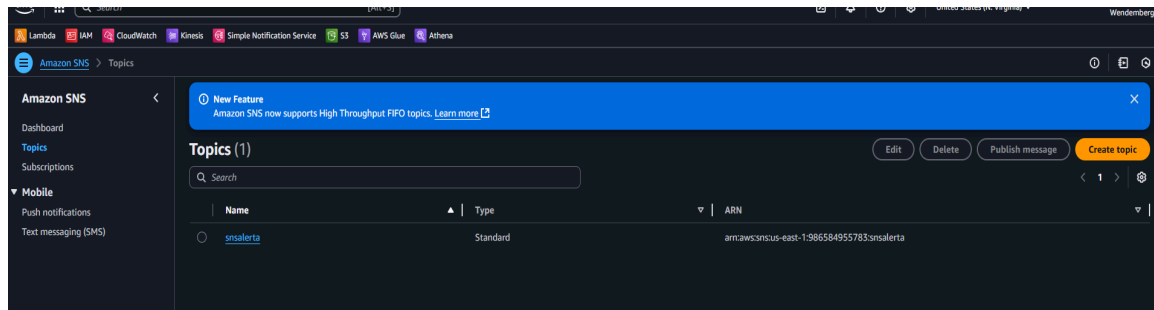 Search [Alt+S] United States (N. Virginia) Wendemberg
Lambda IAM CloudWatch Kinesis Simple Notification Service S3 AWS Glue Athena
Amazon SNS > Topics
Amazon SNS
Dashboard
Topics
Subscriptions
Mobile
Push notifications
Text messaging (SMS)
New Feature
Amazon SNS now supports High Throughput FIFO topics. Learn more
Topics (1) Edit Delete Publish message Create topic
Search 1
Name Type ARN
snsalerta Standard arn:aws:sns:us-east-1:986584955783:snsalerta